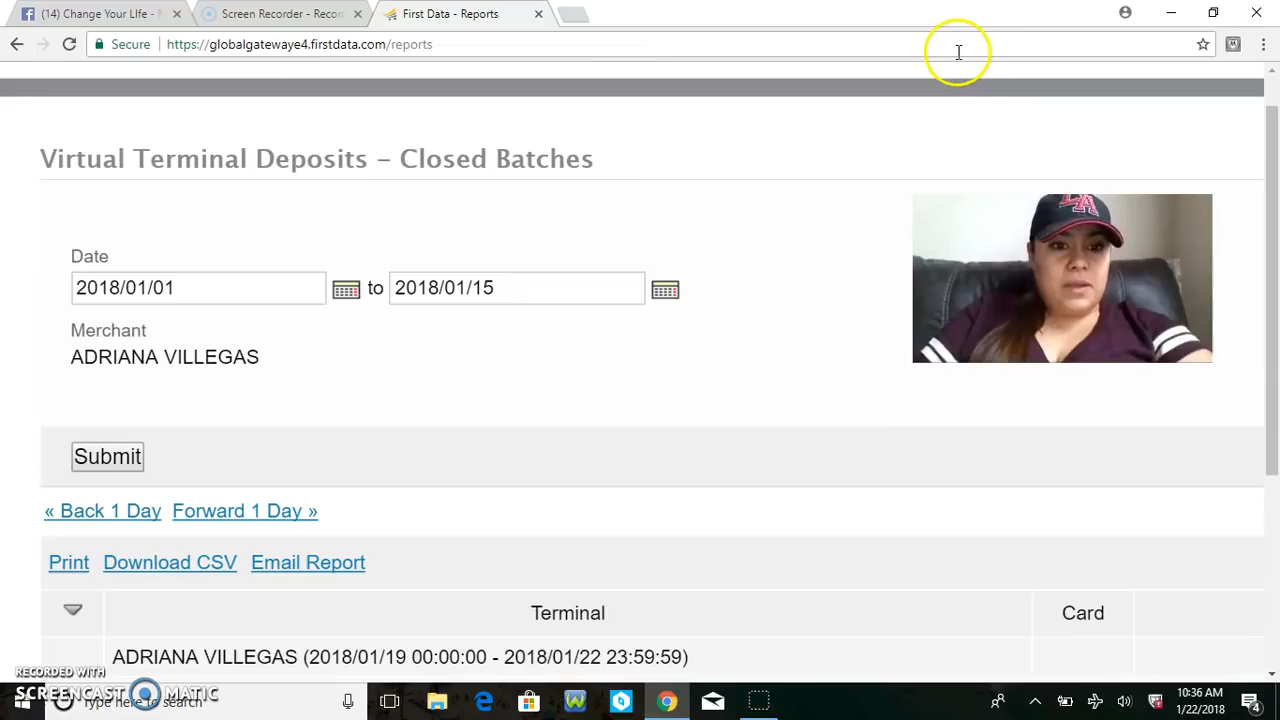 (14) Change Your LIfe - M
Screen Recorder - Record
First Data - Reports
Secure
https://globalgatewaye4.firstdata.com/reports
Virtual Terminal Deposits – Closed Batches
Date
2018/01/01 to 2018/01/15
Merchant
ADRIANA VILLEGAS
Submit
« Back 1 Day Forward 1 Day »
Print Download CSV Email Report
Terminal Card
ADRIANA VILLEGAS (2018/01/19 00:00:00 - 2018/01/22 23:59:59)
RECORDED WITH
SCREENCAST MATIC
Type here to search
10:36 AM
1/22/2018
4